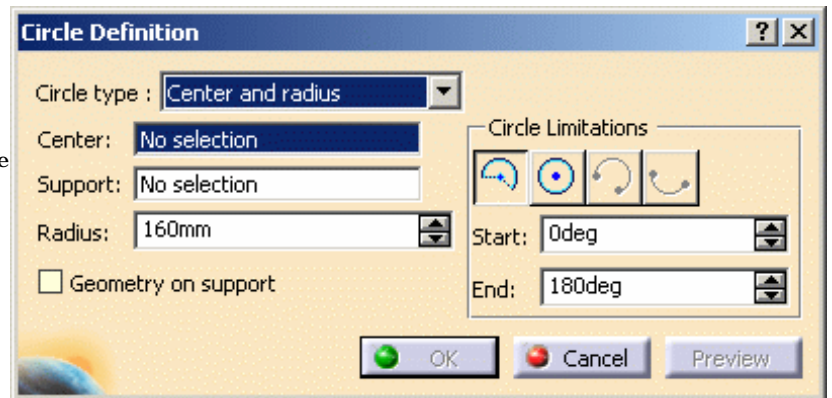 Circle Definition
Circle type : Center and radius
Center: No selection
e
Support: No selection
Radius: 160mm
Geometry on support
Circle Limitations
Start: 0deg
End: 180deg
OK Cancel Preview